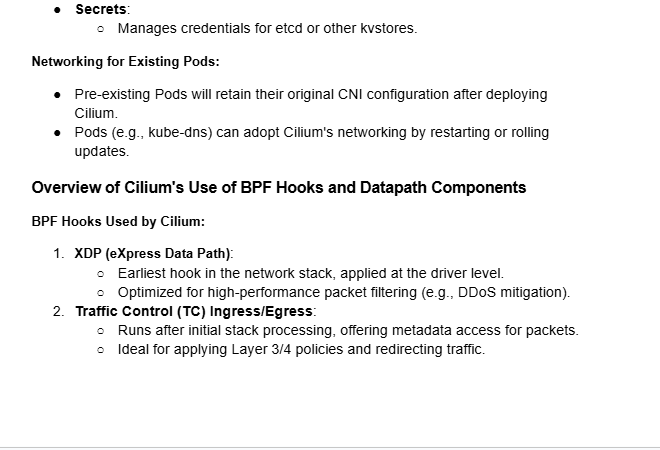 ● Secrets:
○ Manages credentials for etcd or other kvstores.
Networking for Existing Pods:
● Pre-existing Pods will retain their original CNI configuration after deploying
Cilium.
● Pods (e.g., kube-dns) can adopt Cilium's networking by restarting or rolling
updates.
Overview of Cilium's Use of BPF Hooks and Datapath Components
BPF Hooks Used by Cilium:
1. XDP (eXpress Data Path):
○ Earliest hook in the network stack, applied at the driver level.
○ Optimized for high-performance packet filtering (e.g., DDoS mitigation).
2. Traffic Control (TC) Ingress/Egress:
○ Runs after initial stack processing, offering metadata access for packets.
○ Ideal for applying Layer 3/4 policies and redirecting traffic.